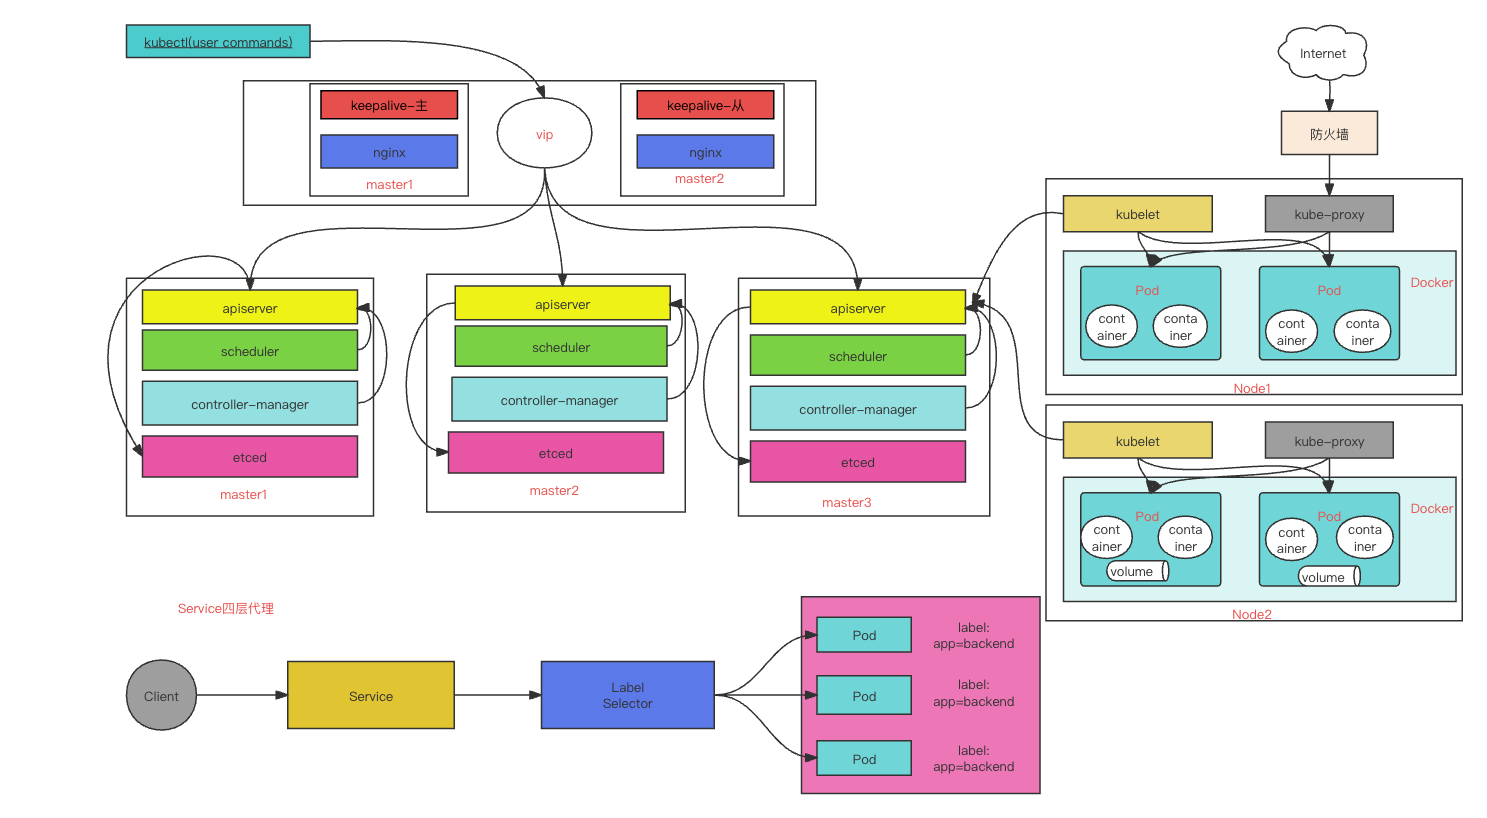 kubectl(user commands)
keepalive-主
nginx
master1
vip
keepalive-从
nginx
master2
Internet
防火墙
apiserver
scheduler
controller-manager
etced
master1
apiserver
scheduler
controller-manager
etced
master2
apiserver
scheduler
controller-manager
etced
master3
kubelet
kube-proxy
Docker
Pod
cont
ainer
conta
iner
Pod
cont
ainer
conta
iner
Node1
kubelet
kube-proxy
Docker
Pod
cont
ainer
conta
iner
volume
Pod
cont
ainer
conta
iner
volume
Node2
Service四层代理
Client
Service
Label
Selector
Pod
label:
app=backend
Pod
label:
app=backend
Pod
label:
app=backend